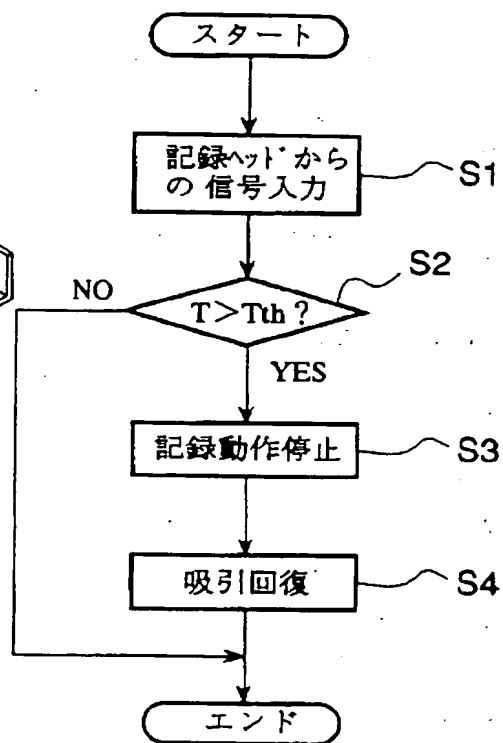 スタート
記録ヘッドから
の信号入力
S1
S2
NO
T＞Tth？
YES
記録動作停止
S3
吸引回復
S4
エンド